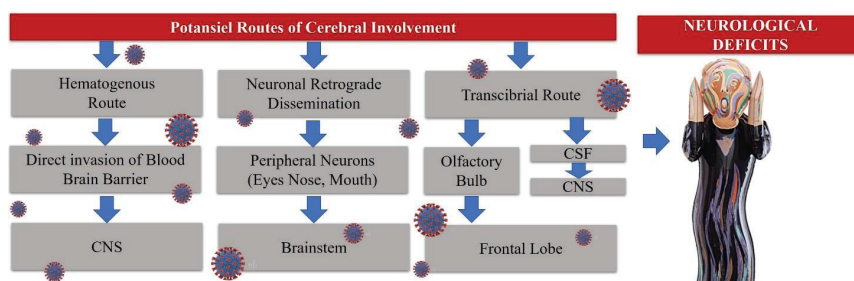 Potansiel Routes of Cerebral Involvement
NEUROLOGICAL
DEFICITS
Hematogenous
Route
Neuronal Retrograde
Dissemination
Transcibrial Route
Direct invasion of Blood
Brain Barrier
Peripheral Neurons
(Eyes Nose, Mouth)
Olfactory
Bulb
CSF
CNS
CNS
Brainstem
Frontal Lobe